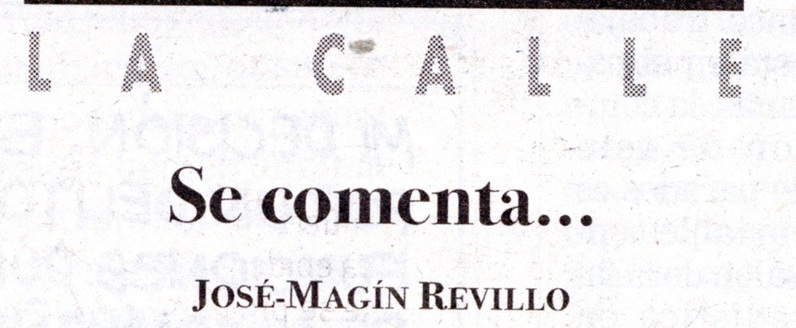 LA CALLE
Se comenta...
JOSÉ-MAGÍN REVILLO